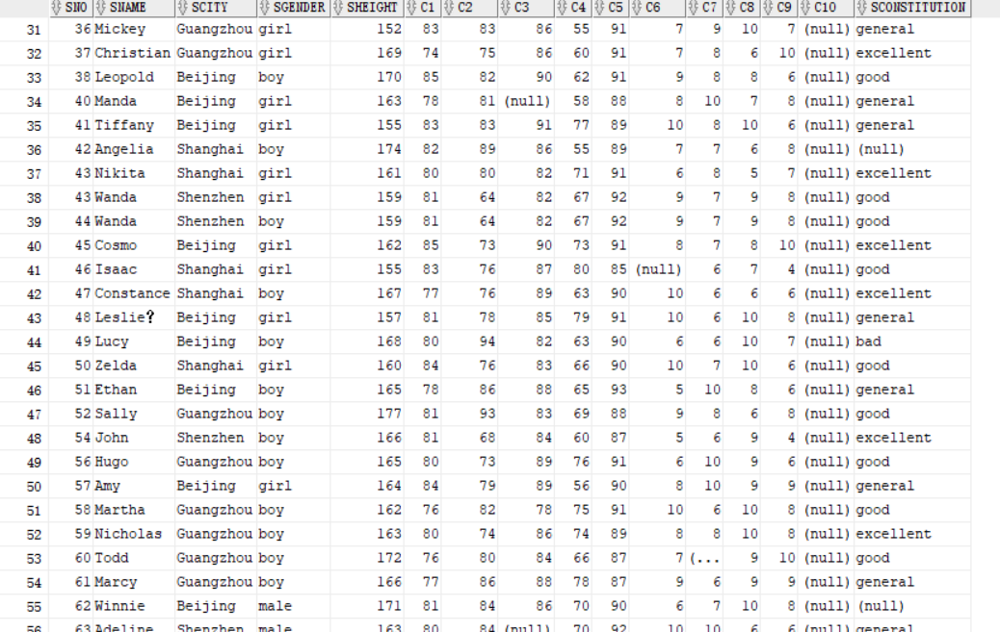 SNO SNAME SCITY SGENDER SHEIGHT C1 C2 C3 C4 C5 C6 C7 C8 C9 C10 SCONSTITUTION
31 36 Mickey Guangzhou girl 152 83 83 86 55 91 7 9 10 7 (null) general
32 37 Christian Guangzhou girl 169 74 75 86 60 91 7 8 6 10 (null) excellent
33 38 Leopold Beijing boy 170 85 82 90 62 91 9 8 8 6 (null) good
34 40 Manda Beijing girl 163 78 81 (null) 58 88 8 10 7 8 (null) general
35 41 Tiffany Beijing girl 155 83 83 91 77 89 10 8 10 6 (null) general
36 42 Angelia Shanghai boy 174 82 89 86 55 89 7 7 6 8 (null) (null)
37 43 Nikita Shanghai girl 161 80 80 82 71 91 6 8 5 7 (null) excellent
38 43 Wanda Shenzhen girl 159 81 64 82 67 92 9 7 9 8 (null) good
39 44 Wanda Shenzhen boy 159 81 64 82 67 92 9 7 9 8 (null) good
40 45 Cosmo Beijing boy 162 85 73 90 73 91 8 7 8 10 (null) excellent
41 46 Isaac Shanghai girl 155 83 76 87 80 85 (null) 6 7 4 (null) good
42 47 Constance Shanghai boy 167 77 76 89 63 90 10 6 6 6 (null) excellent
43 48 Leslie? Beijing girl 157 81 78 85 79 91 10 6 10 8 (null) general
44 49 Lucy Beijing boy 168 80 94 82 63 90 6 6 10 7 (null) bad
45 50 Zelda Shanghai girl 160 84 76 83 66 90 10 7 10 6 (null) good
46 51 Ethan Beijing boy 165 78 86 88 65 93 5 10 8 6 (null) general
47 52 Sally Guangzhou boy 177 81 93 83 69 88 9 8 6 8 (null) good
48 54 John Shenzhen boy 166 81 68 84 60 87 5 6 9 4 (null) excellent
49 56 Hugo Guangzhou boy 165 80 73 89 76 91 6 10 9 6 (null) good
50 57 Amy Beijing girl 164 84 79 89 56 90 8 10 9 9 (null) general
51 58 Martha Guangzhou boy 162 76 82 78 75 91 10 6 10 8 (null) good
52 59 Nicholas Guangzhou boy 163 80 74 86 74 89 8 8 10 8 (null) excellent
53 60 Todd Guangzhou boy 172 76 80 84 66 87 7 (... 9 10 (null) good
54 61 Marcy Guangzhou boy 166 77 86 88 78 87 9 6 9 9 (null) general
55 62 Winnie Beijing male 171 81 84 86 70 90 6 7 10 8 (null) (null)
56 63 Adeline Shenzhen male 163 80 84 (null) 70 92 10 10 6 6 (null) general